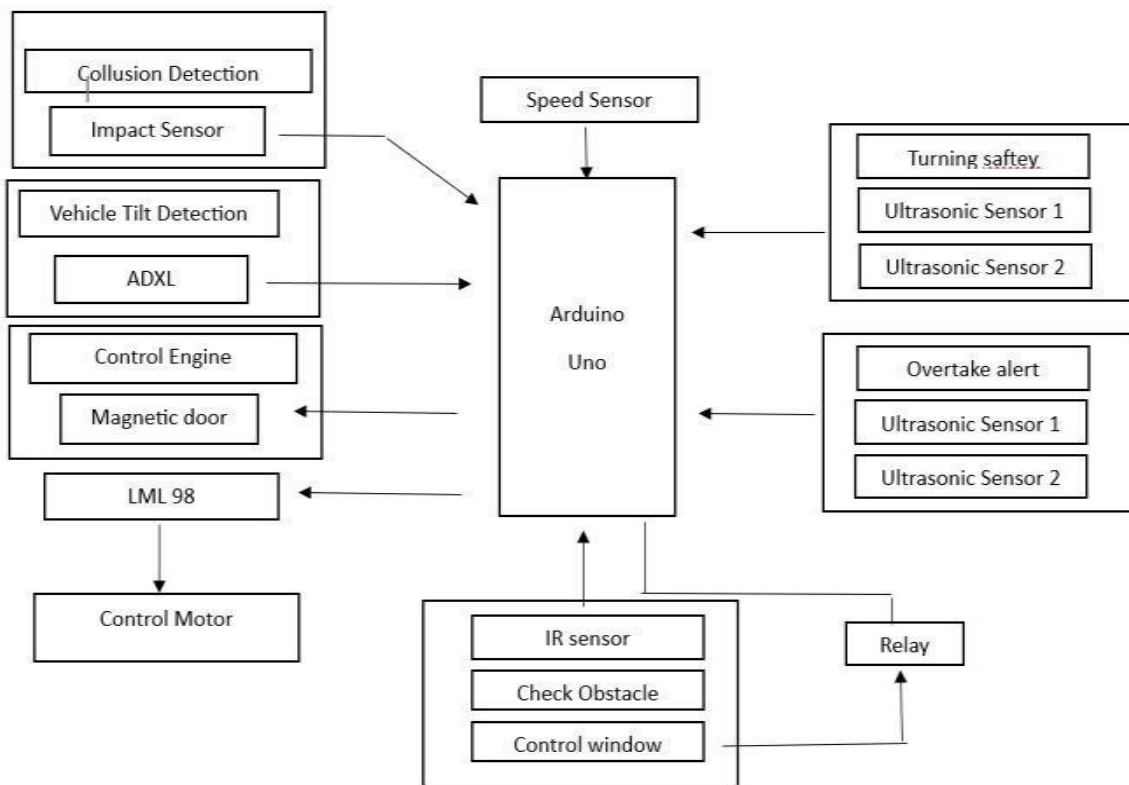 Collusion Detection
Impact Sensor
Vehicle Tilt Detection
ADXL
Control Engine
Magnetic door
LML 98
Control Motor
Speed Sensor
Arduino
Uno
IR sensor
Check Obstacle
Control window
Turning saftey
Ultrasonic Sensor 1
Ultrasonic Sensor 2
Overtake alert
Ultrasonic Sensor 1
Ultrasonic Sensor 2
Relay